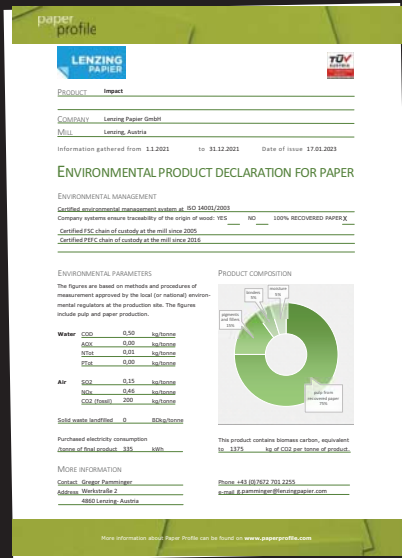 paper
profile
LENZING
PAPIER
TÜV
AUSTRIA
PRODUCT Impact
COMPANY Lenzing Papier GmbH
MILL Lenzing, Austria
Information gathered from 1.1.2021 to 31.12.2021 Date of issue 17.01.2023
ENVIRONMENTAL PRODUCT DECLARATION FOR PAPER
ENVIRONMENTAL MANAGEMENT
Certified environmental management system at ISO 14001/2003
Company systems ensure traceability of the origin of wood: YES NO 100% RECOVERED PAPER X
Certified FSC chain of custody at the mill since 2005
Certified PEFC chain of custody at the mill since 2016
ENVIRONMENTAL PARAMETERS
The figures are based on methods and procedures of
measurement approved by the local (or national) environ-
mental regulators at the production site. The figures
include pulp and paper production.
Water COD 0,50 kg/tonne
AOX 0,00 kg/tonne
NTot 0,01 kg/tonne
PTot 0,00 kg/tonne
Air SO2 0,15 kg/tonne
NOx 0,46 kg/tonne
CO2 (fossil) 200 kg/tonne
Solid waste landfilled 0 BDkg/tonne
Purchased electricity consumption
/tonne of final product 335 kWh
PRODUCT COMPOSITION
binders
5%
moisture
5%
pigments
and fillers
15%
pulp from
recovered paper
75%
This product contains biomass carbon, equivalent
to 1375 kg of CO2 per tonne of product.
MORE INFORMATION
Contact Gregor Pamminger
Address Werkstraße 2
4860 Lenzing- Austria
Phone +43 (0)7672 701 2255
e-mail g.pamminger@lenzingpapier.com
More information about Paper Profile can be found on www.paperprofile.com